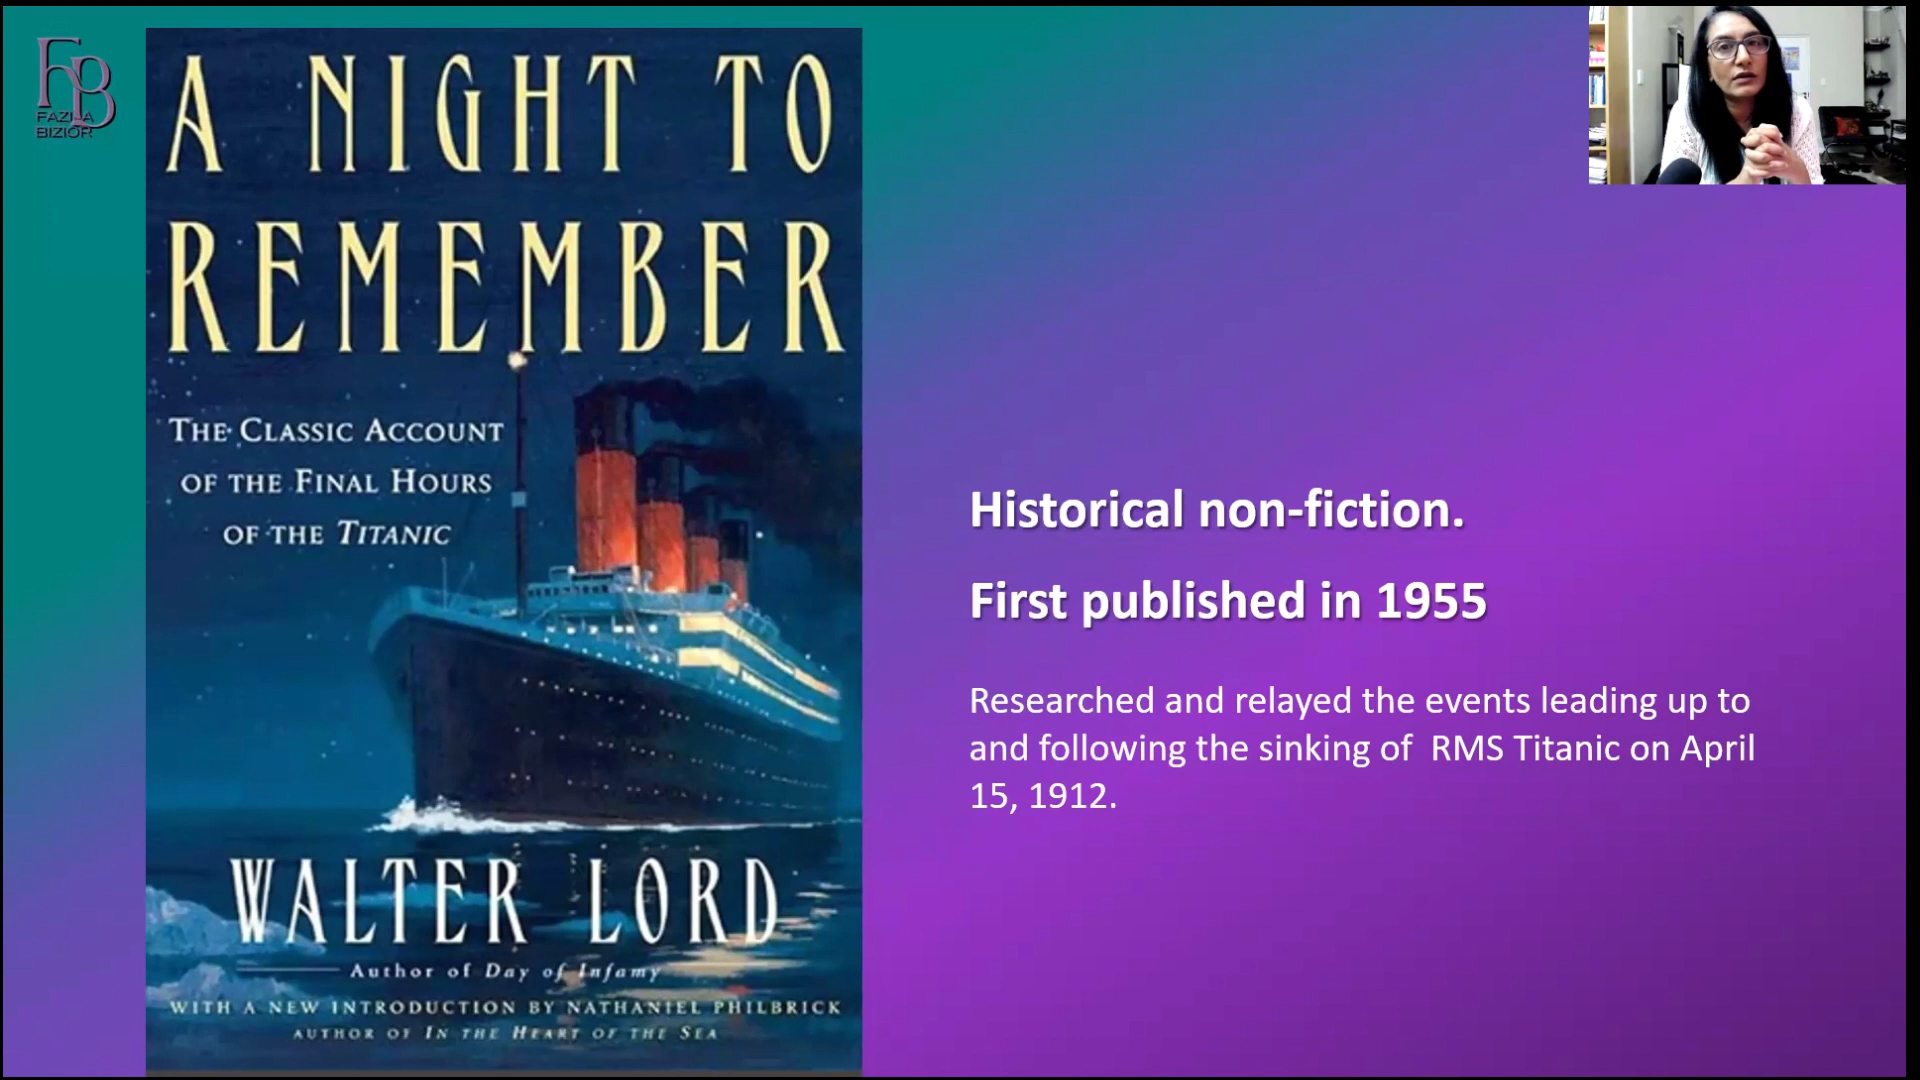 FB
FAZILA
BIZIOR
A NIGHT TO
REMEMBER
THE CLASSIC ACCOUNT
OF THE FINAL HOURS
OF THE TITANIC
WALTER LORD
Author of Day of Infamy
WITH A NEW INTRODUCTION BY NATHANIEL PHILBRICK
AUTHOR OF IN THE HEART OF THE SEA
Historical non-fiction.
First published in 1955
Researched and relayed the events leading up to
and following the sinking of RMS Titanic on April
15, 1912.